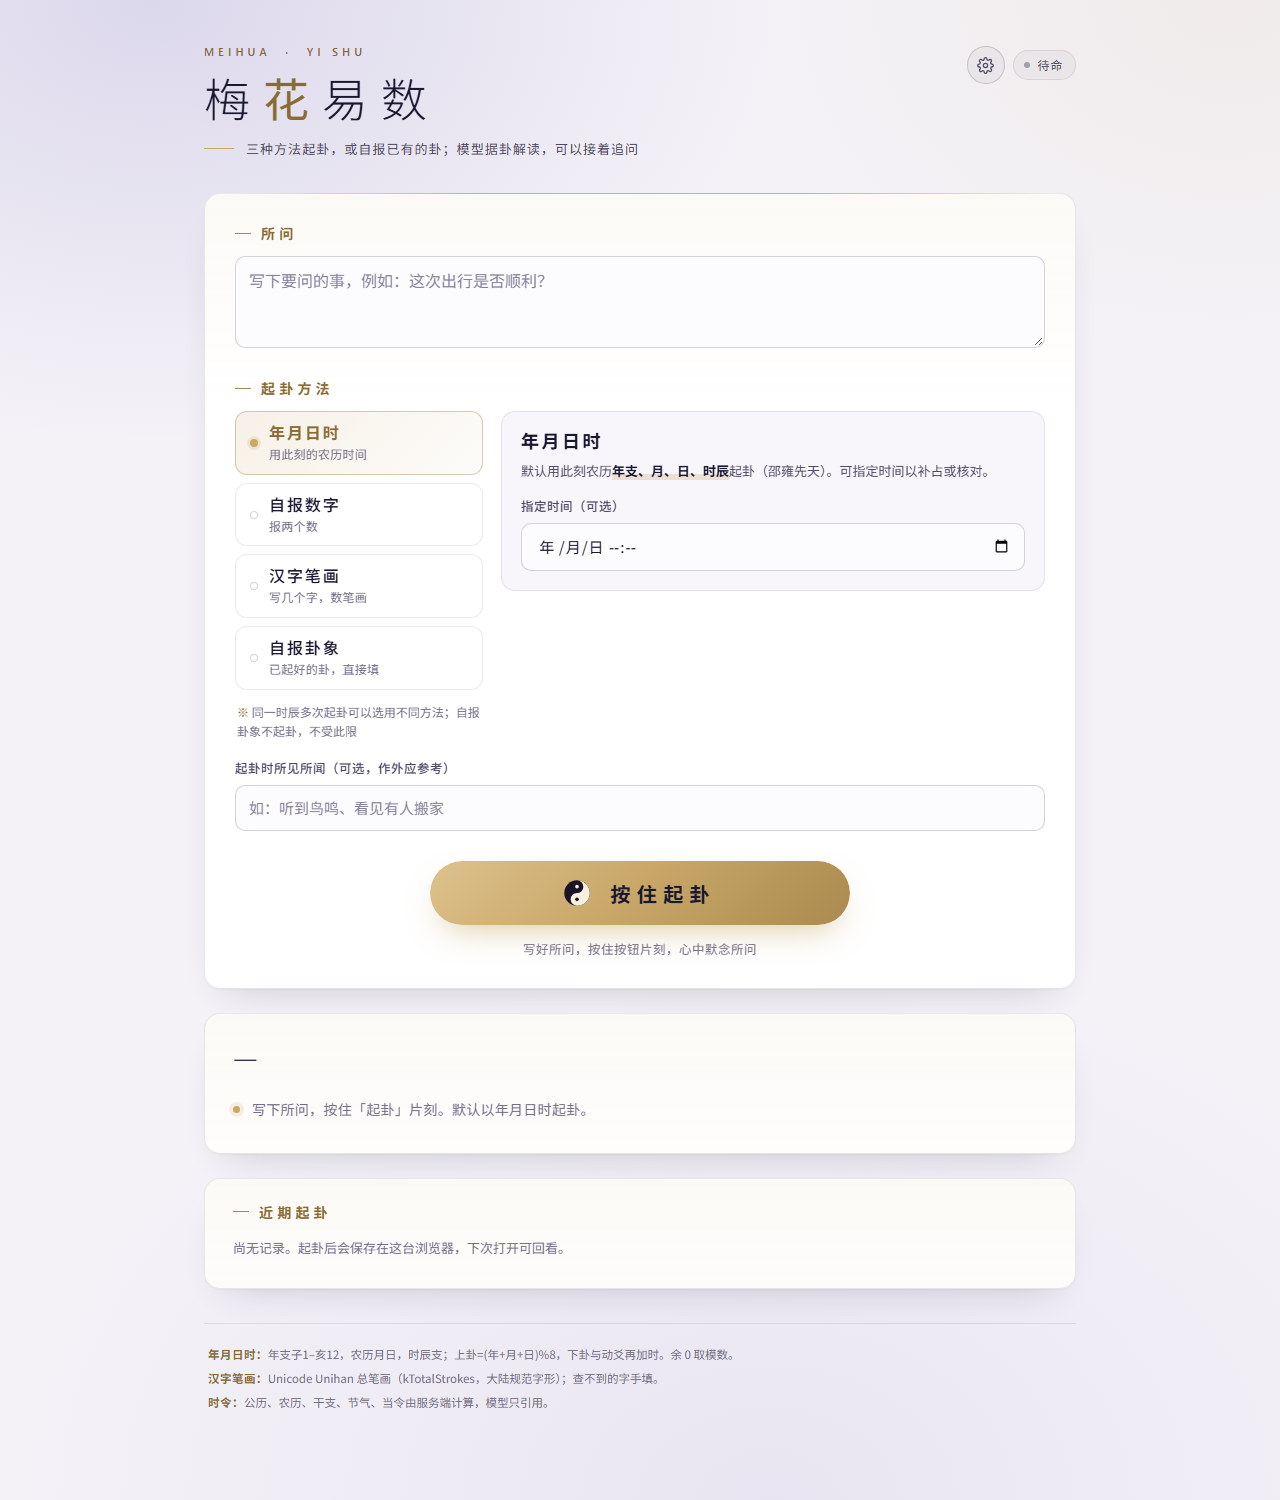 MEIHUA · YI SHU
梅花易数
三种方法起卦，或自报已有的卦；模型据卦解读，可以接着追问
待命
所问
写下要问的事，例如：这次出行是否顺利？
起卦方法
年月日时
用此刻的农历时间
自报数字
报两个数
汉字笔画
写几个字，数笔画
自报卦象
已起好的卦，直接填
※ 同一时辰多次起卦可以选用不同方法；自报
卦象不起卦，不受此限
年月日时
默认用此刻农历年支、月、日、时辰起卦（邵雍先天）。可指定时间以补占或核对。
指定时间（可选）
年 /月/日 --:--
起卦时所见所闻（可选，作外应参考）
如：听到鸟鸣、看见有人搬家
按住起卦
写好所问，按住按钮片刻，心中默念所问
—
写下所问，按住「起卦」片刻。默认以年月日时起卦。
近期起卦
尚无记录。起卦后会保存在这台浏览器，下次打开可回看。
年月日时：年支子1–亥12，农历月日，时辰支；上卦=(年+月+日)%8，下卦与动爻再加时。余 0 取模数。
汉字笔画：Unicode Unihan 总笔画（kTotalStrokes，大陆规范字形）；查不到的字手填。
时令：公历、农历、干支、节气、当令由服务端计算，模型只引用。